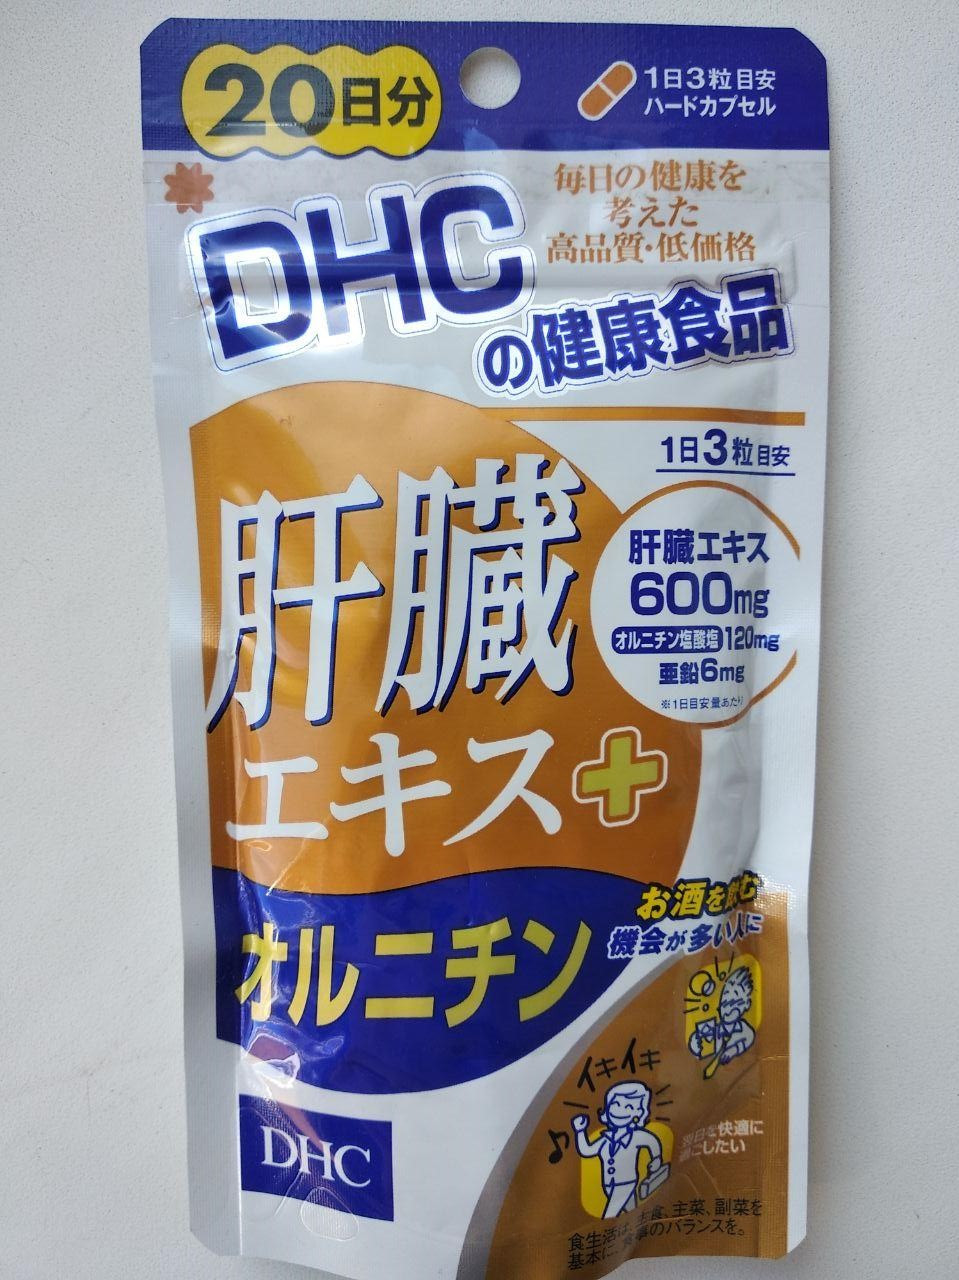 20日分
1日3粒目安
ハードカプセル
毎日の健康を
考えた
高品質・低価格
DHC
の健康食品
1日3粒目安
肝臓エキス
600mg
オルニチン塩酸塩120mg
亜鉛6mg
※1日目安量あたり
肝臓
エキス+
オルニチン
お酒を飲む
機会が多い人に
イキイキ
翌日を快適に
過ごしたい
DHC
食生活は、主食、主菜、副菜を
基本に、食事のバランスを。